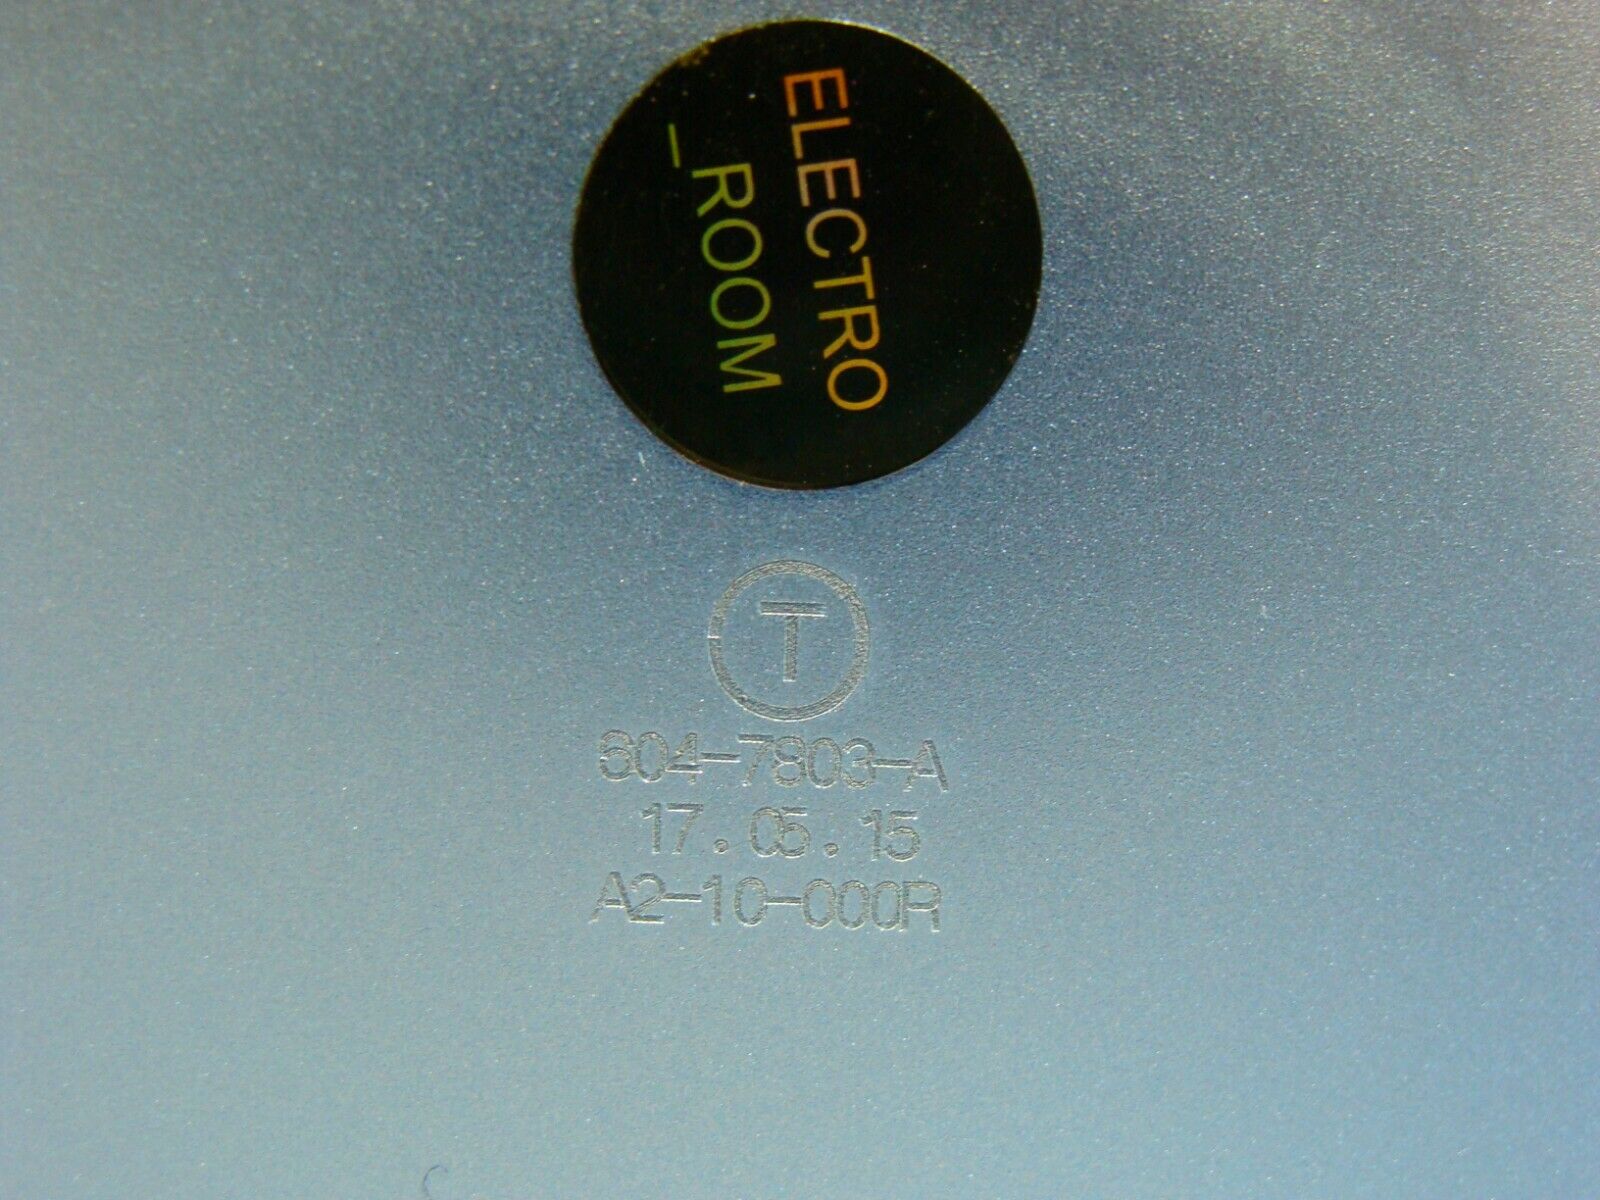 ELECTRO
_ROOM
T
604-7803-A
17.05.15
A2-10-000R